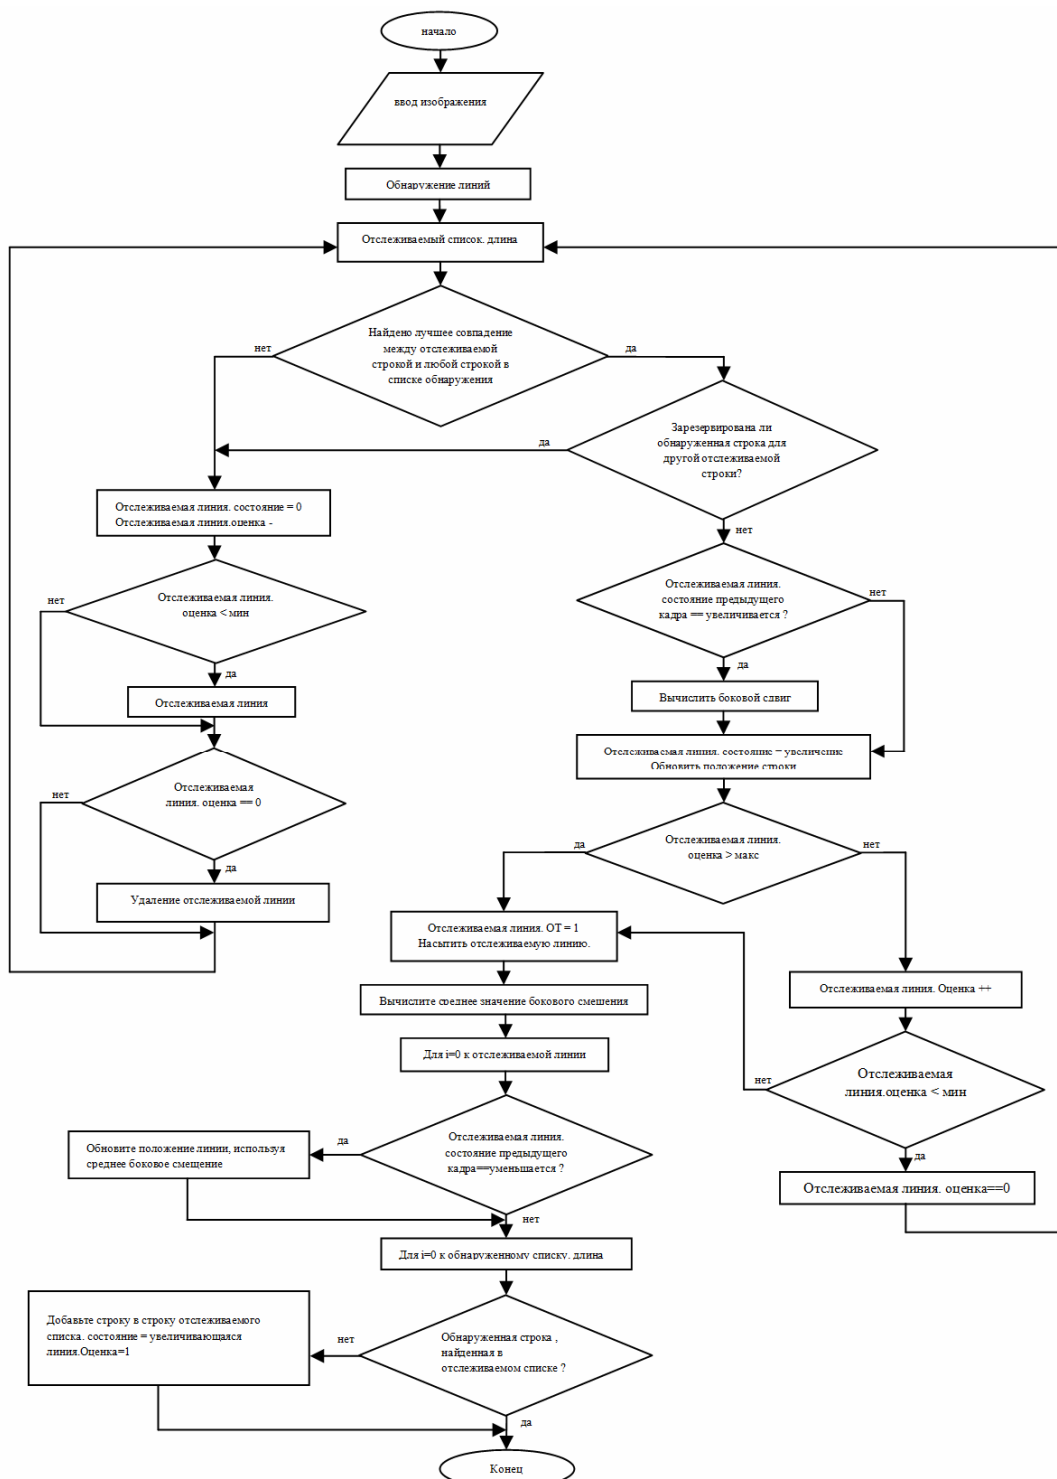 начало
ввод изображения
Обнаружение линий
Отслеживаемый список. длина
Найдено лучшее совпадение
между отслеживаемой
строкой и любой строкой в
списке обнаружения
нет
да
Зарезервирована ли
обнаруженная строка для
другой отслеживаемой
строки?
да
нет
Отслеживаемая линия. состояние = 0
Отслеживаемая линия.оценка -
Отслеживаемая линия.
оценка < мин
нет
да
Отслеживаемая линия
Отслеживаемая
линия. оценка == 0
нет
да
Удаление отслеживаемой линии
Отслеживаемая линия.
состояние предыдущего
кадра == увеличивается ?
нет
да
Вычислить боковой сдвиг
Отслеживаемая линия. состояние = увеличение
Обновить положение строки
Отслеживаемая линия.
оценка > макс
да
нет
Отслеживаемая линия. ОТ = 1
Насытить отслеживаемую линию.
Отслеживаемая линия. Оценка ++
Вычислите среднее значение бокового смещения
Для i=0 к отслеживаемой линии
Отслеживаемая
линия.оценка < мин
нет
да
Отслеживаемая линия. оценка==0
Отслеживаемая линия.
состояние предыдущего
кадра==уменьшается ?
да
нет
Обновите положение линии, используя
среднее боковое смещение
Для i=0 к обнаруженному списку. длина
Обнаруженная строка ,
найденная в
отслеживаемом списке ?
нет
да
Добавьте строку в строку отслеживаемого
списка. состояние = увеличивающаяся
линия.Оценка=1
Конец